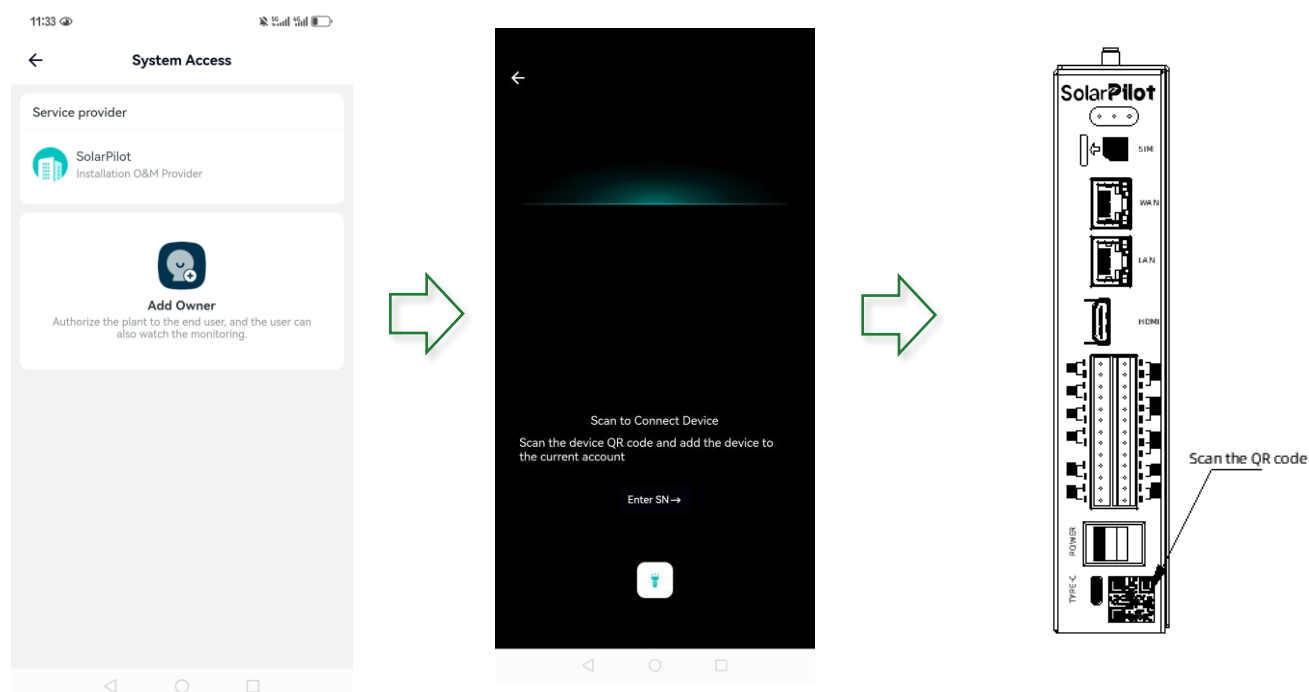 11:33
System Access
Service provider
SolarPilot
Installation O&M Provider
Add Owner
Authorize the plant to the end user, and the user can
also watch the monitoring.
Scan to Connect Device
Scan the device QR code and add the device to
the current account
Enter SN→
SolarPilot
SIM
WAN
LAN
HDMI
POWER
TYPE-C
Scan the QR code